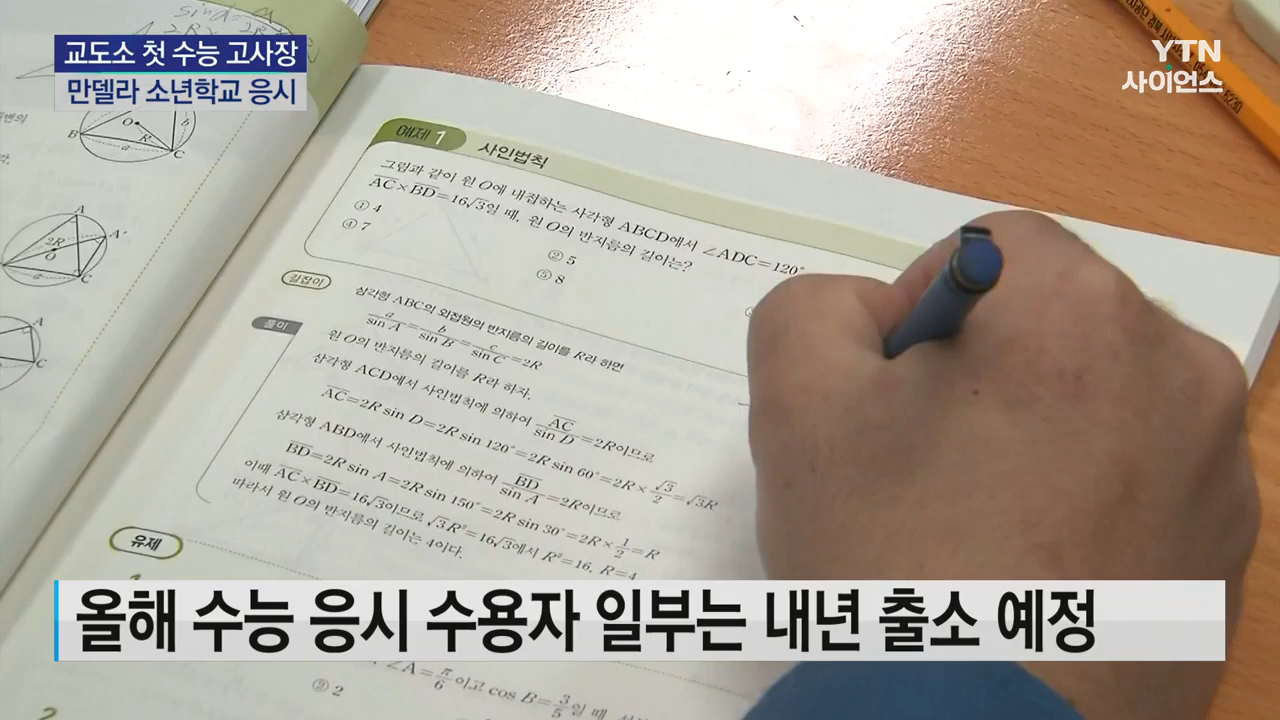 교도소 첫 수능 고사장
만델라 소년학교 응시
YTN
사이언스
예제 1 사인법칙
그림과 같이 원 O에 내접하는 사각형 ABCD에서 ∠ADC=120°
AC×BD=16√3일 때, 원 O의 반지름의 길이는?
① 4
② 5
④ 7
⑤ 8
길잡이
삼각형 ABC의 외접원의 반지름의 길이를 R라 하면
a/sin A = b/sin B = c/sin C =2R
풀이
원 O의 반지름의 길이를 R라 하자.
삼각형 ACD에서 사인법칙에 의하여 AC/sin D =2R이므로
AC=2R sin D=2R sin 120°=2R sin 60°=2R×√3/2=√3R
삼각형 ABD에서 사인법칙에 의하여 BD/sin A =2R이므로
BD=2R sin A=2R sin 150°=2R sin 30°=2R×1/2=R
이때 AC×BD=16√3이므로 √3R²=16√3에서 R²=16, R=4
따라서 원 O의 반지름의 길이는 4이다.
유제
올해 수능 응시 수용자 일부는 내년 출소 예정
∠A=π/6이고 cos B=3/5일 때,
③ 2
2